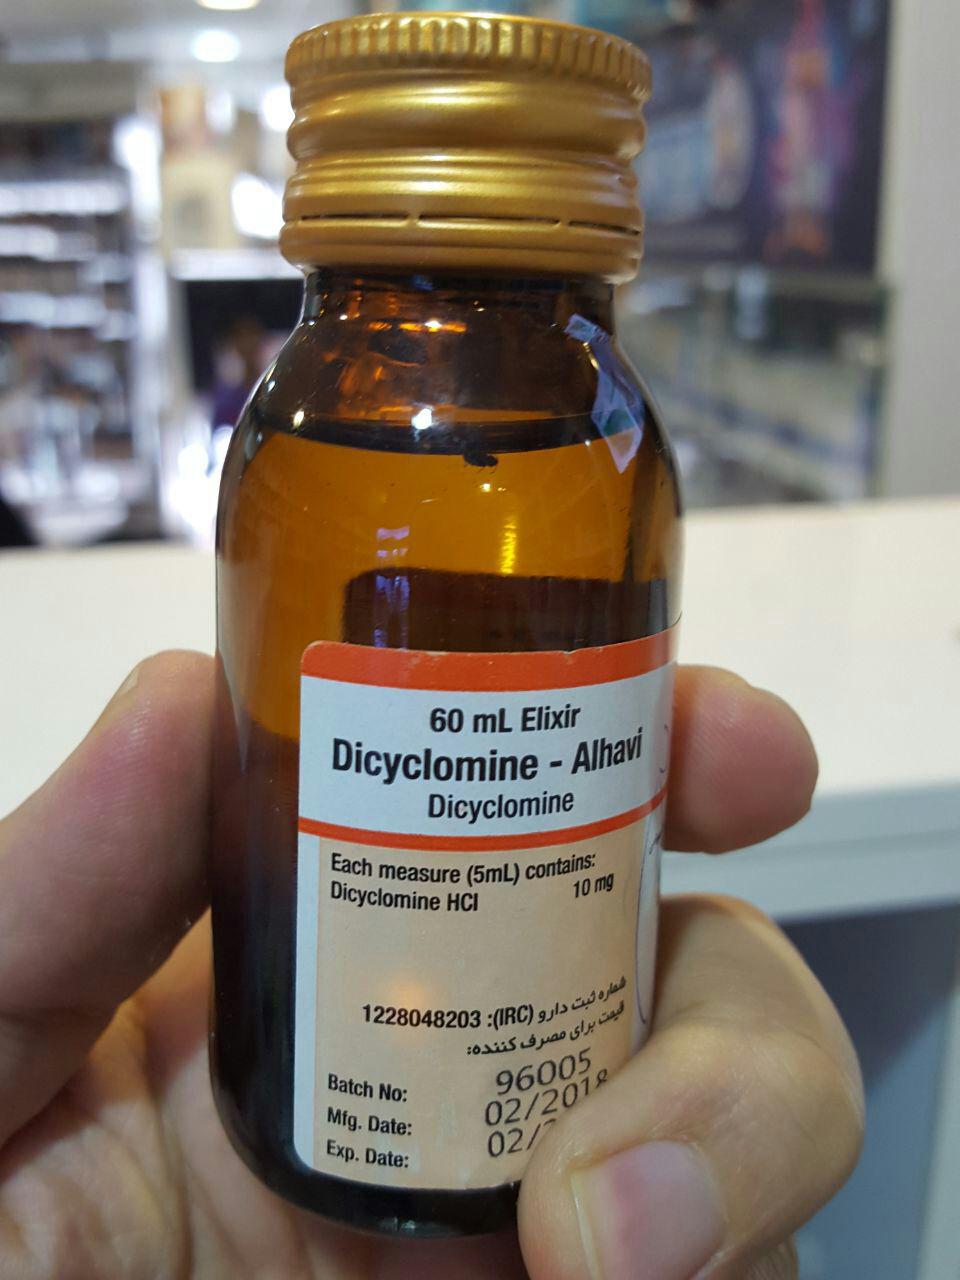 60 mL Elixir
Dicyclomine - Alhavi
Dicyclomine
Each measure (5mL) contains:
Dicyclomine HCl 10 mg
شماره ثبت دارو (IRC): 1228048203
قیمت برای مصرف کننده:
Batch No: 96005
Mfg. Date: 02/2018
Exp. Date: 02/